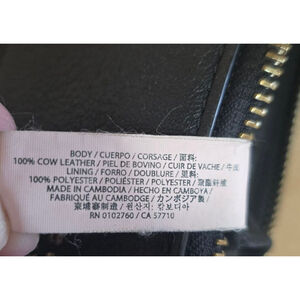 BODY / CUERPO / CORSAGE / 面料:
100% COW LEATHER / PIEL DE BOVINO / CUIR DE VACHE / 牛皮
LINING / FORRO / DOUBLURE / 里料:
100% POLYESTER / POLIÉSTER / POLYESTER / 聚酯纤维
MADE IN CAMBODIA / HECHO EN CAMBOYA /
FABRIQUÉ AU CAMBODGE / カンボジア製 /
柬埔寨制造 / 원산지: 캄보디아
RN 0102760 / CA 57710